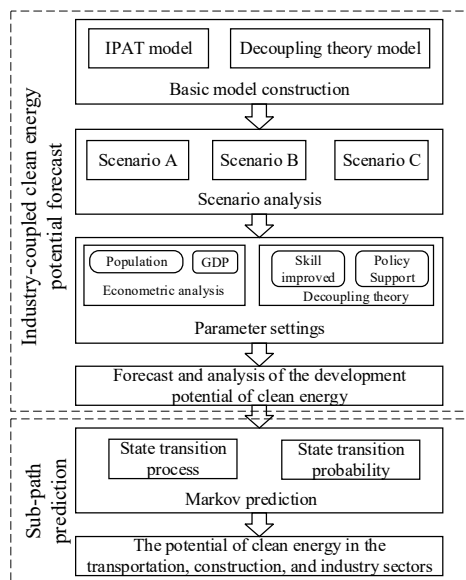 Industry-coupled clean energy
potential forecast
IPAT model
Decoupling theory model
Basic model construction
Scenario A
Scenario B
Scenario C
Scenario analysis
Population
GDP
Econometric analysis
Skill
improved
Policy
Support
Decoupling theory
Parameter settings
Forecast and analysis of the development
potential of clean energy
Sub-path
prediction
State transition
process
State transition
probability
Markov prediction
The potential of clean energy in the
transportation, construction, and industry sectors